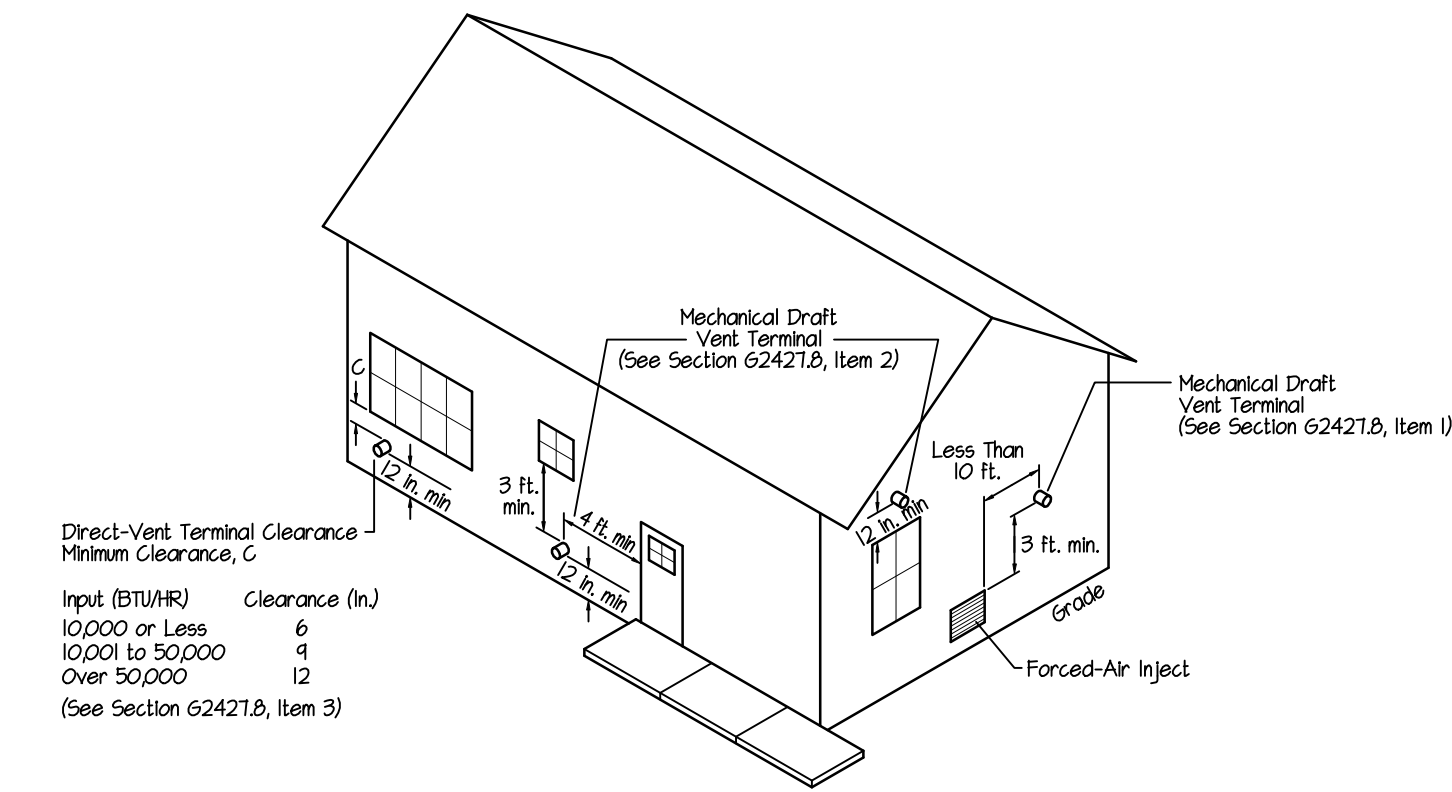 Mechanical Draft
Vent Terminal
(See Section G2427.8, Item 2)
Mechanical Draft
Vent Terminal
(See Section G2427.8, Item 1)
Less Than
10 ft.
C
12 in. min
3 ft.
min.
4 ft. min
12 in. min
12 in. min
3 ft. min.
Grade
Forced-Air Inject
Direct-Vent Terminal Clearance
Minimum Clearance, C
Input (BTU/HR) Clearance (In.)
10,000 or Less 6
10,001 to 50,000 9
Over 50,000 12
(See Section G2427.8, Item 3)